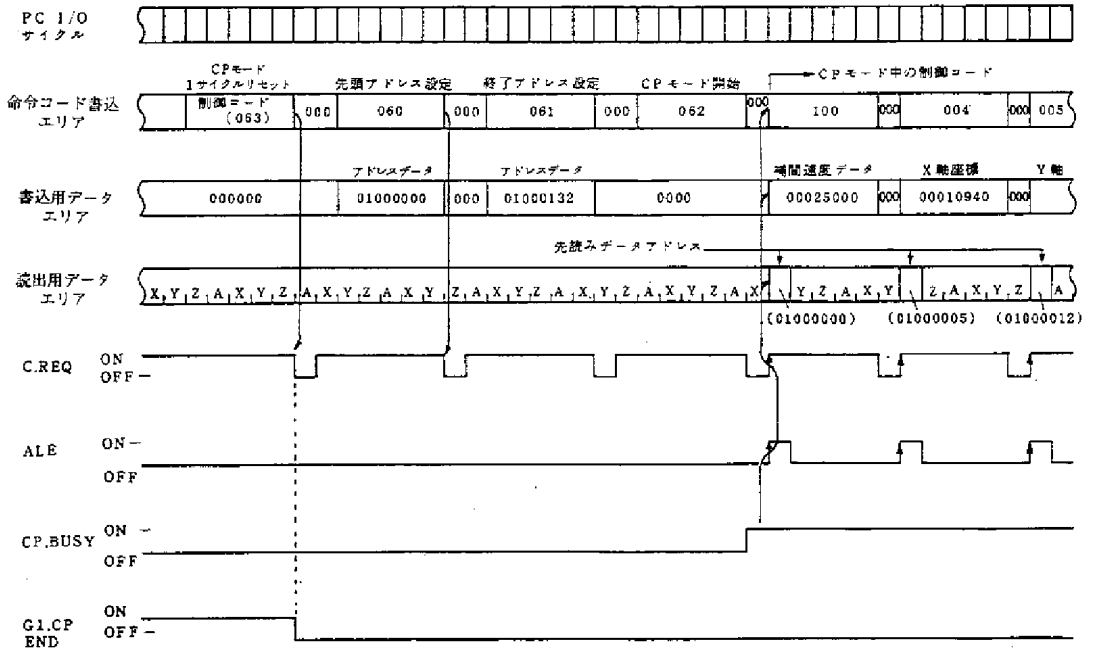 PC I/O
サイクル
CPモード
1サイクルリセット
先頭アドレス設定
終了アドレス設定
CPモード開始
CPモード中の制御コード
命令コード書込
エリア
制御コード
(063)
000
060
000
061
000
062
000
100
000
004
000
005
アドレスデータ
アドレスデータ
補間速度データ
X軸座標
Y軸
書込用データ
エリア
000000
01000000
000
01000132
0000
00025000
000
00010940
000
先読みデータアドレス
読出用データ
エリア
X Y Z A X Y Z A X Y Z A X Y Z A X Y Z A X Y Z A X Y Z A X Y Z A X Y Z A
(01000000)
(01000005)
(01000012)
C.REQ
ON
OFF
ALE
ON
OFF
CP.BUSY
ON
OFF
G1.CP
END
ON
OFF